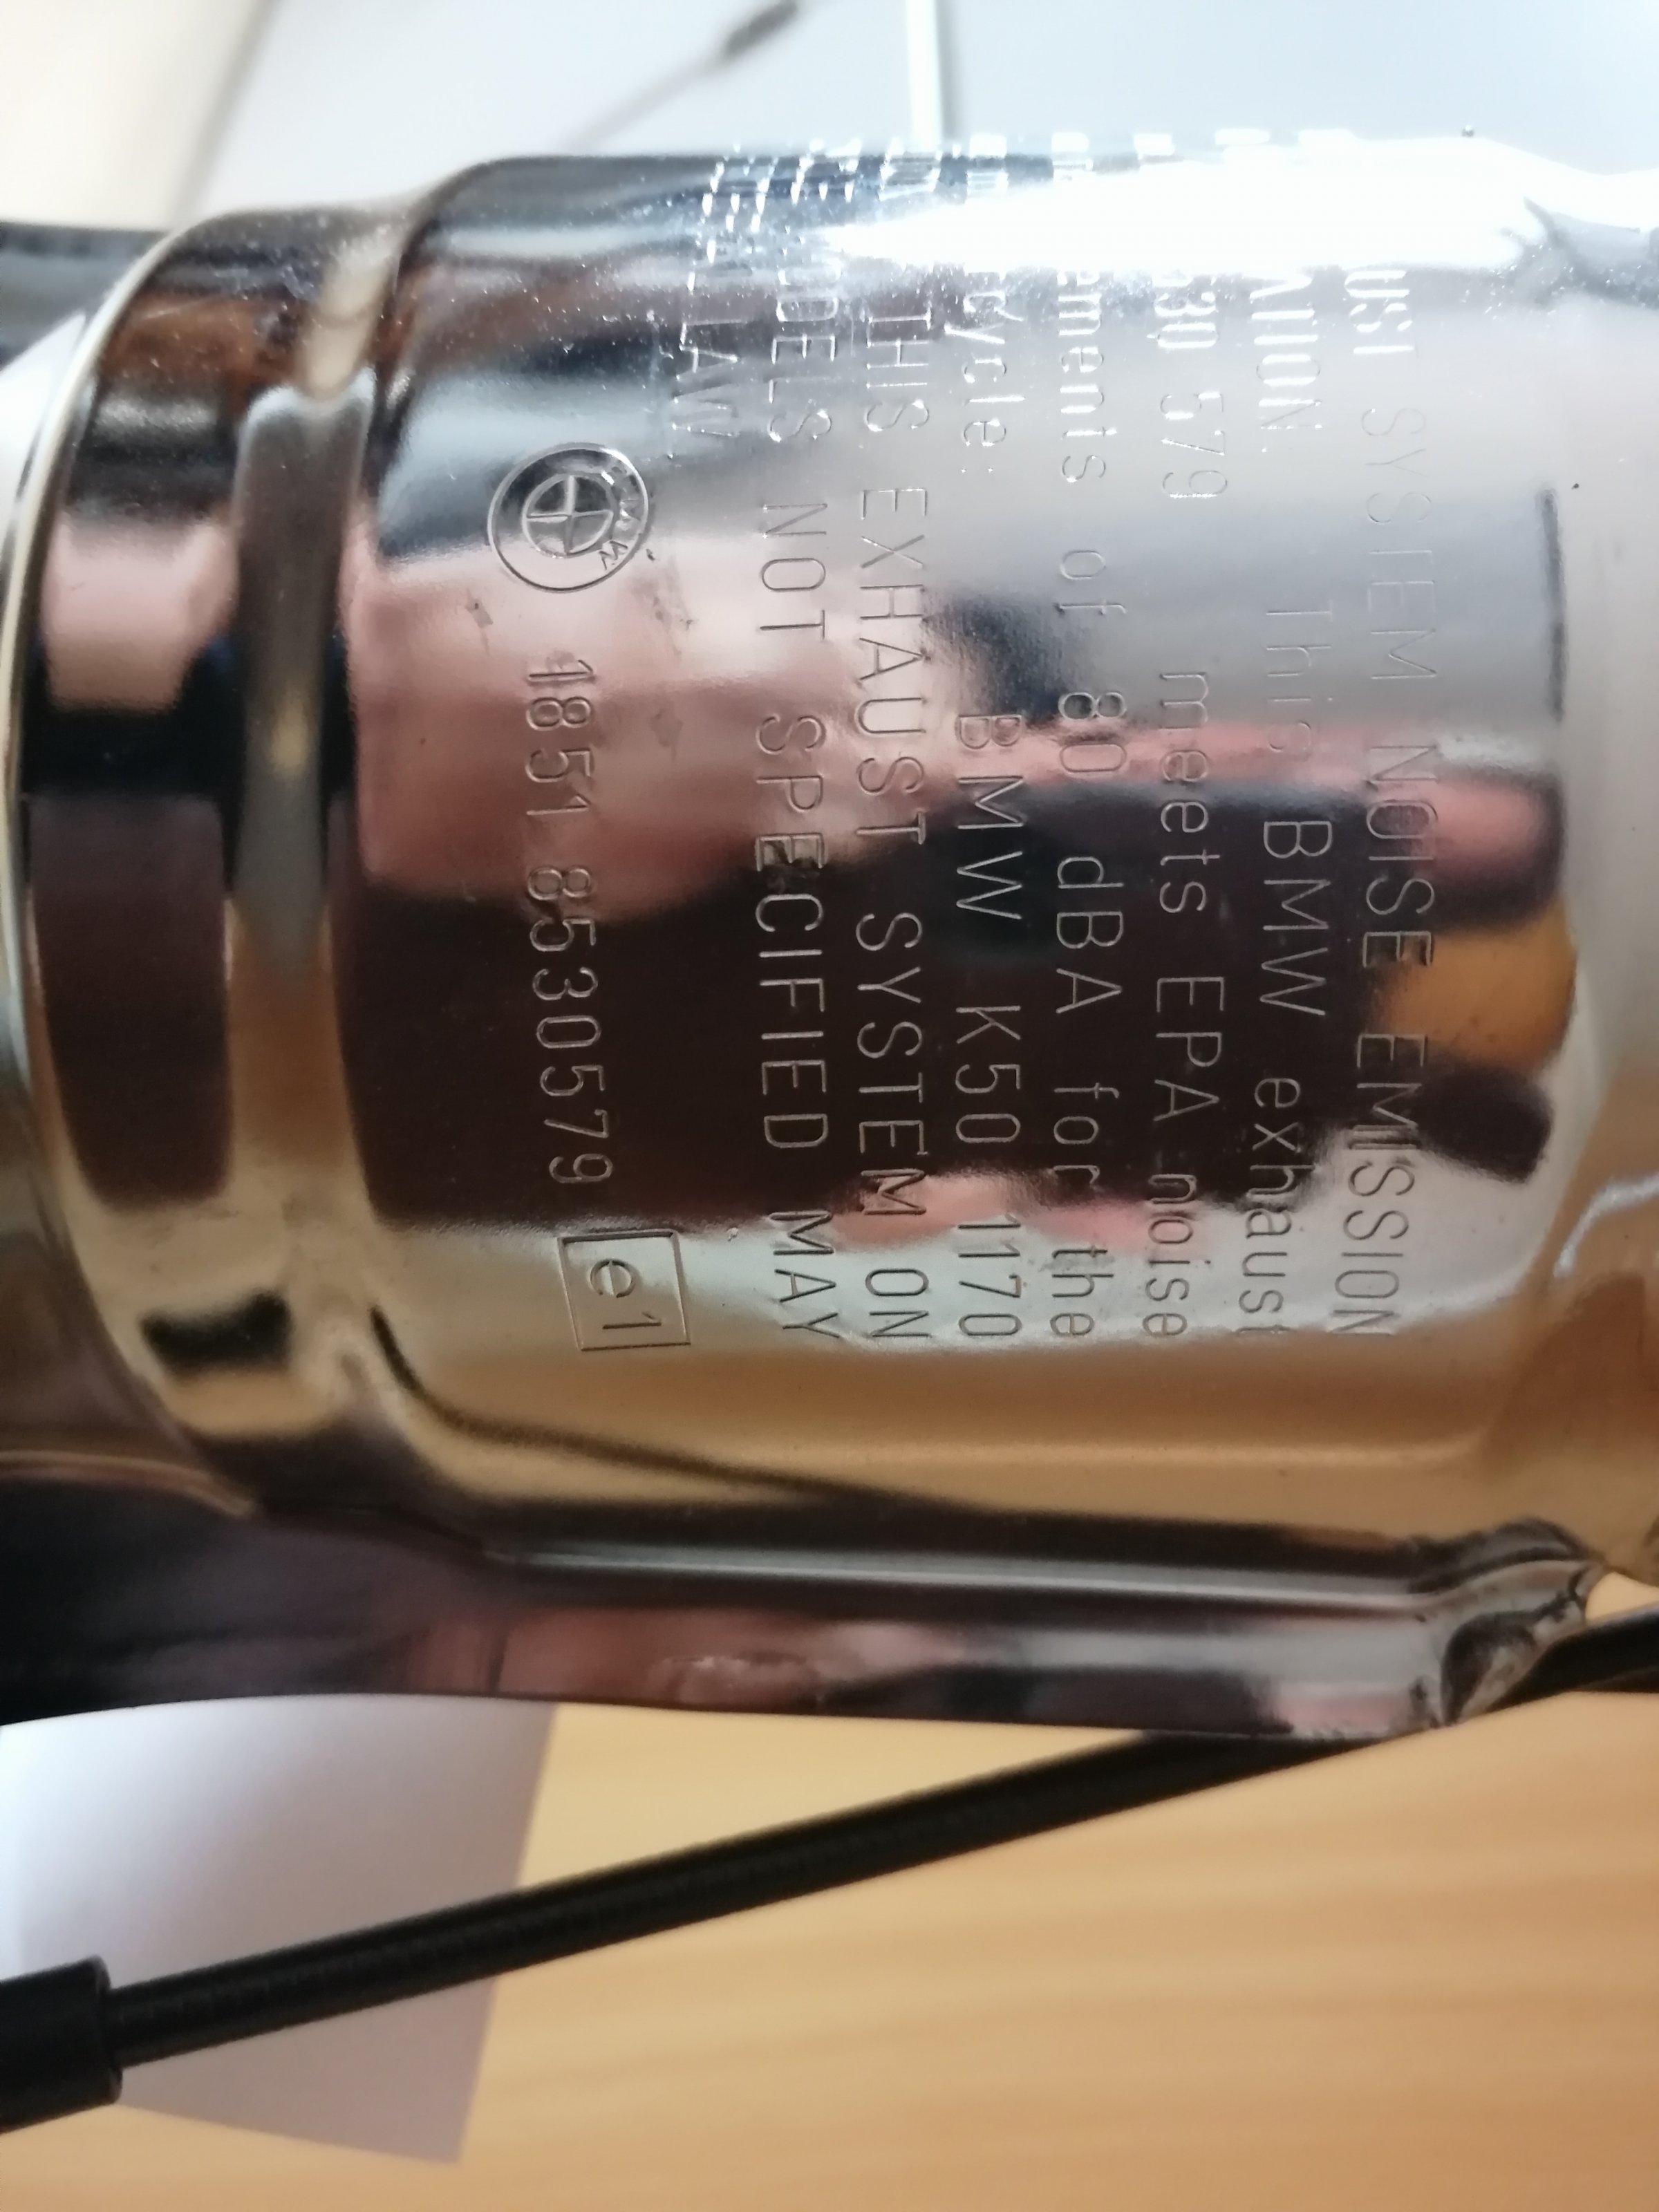 SYSTEM NOISE EMISSION
This BMW exhaust
579 meets EPA noise
of 80 dBA for the
BMW K50 1170
THIS EXHAUST SYSTEM ON
NOT SPECIFIED MAY
LAW.
BMW 1851 8530579 e1